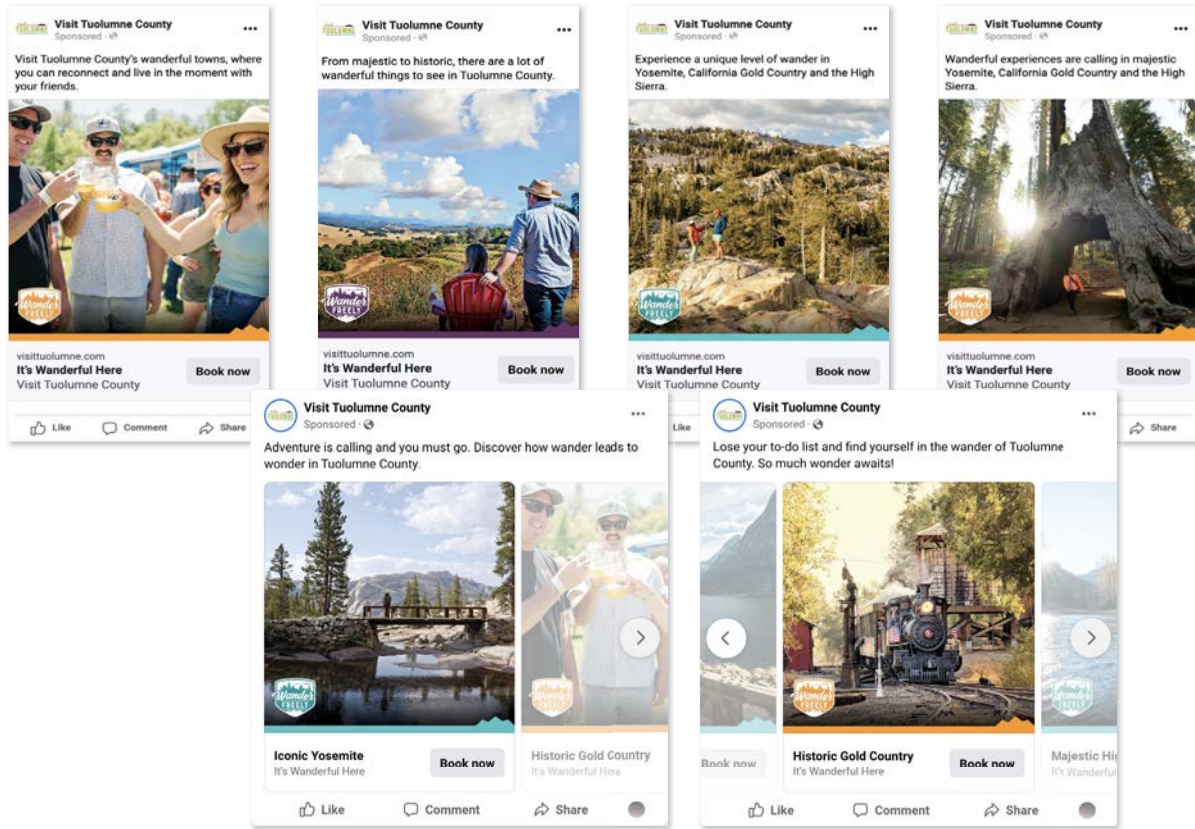 Visit Tuolumne County
Sponsored ·
Visit Tuolumne County's wanderful towns, where
you can reconnect and live in the moment with
your friends.
Wander
FREELY
visittuolumne.com
It's Wanderful Here
Visit Tuolumne County
Book now
Like
Comment
Share
TUOLUMNE
Visit Tuolumne County
Sponsored ·
From majestic to historic, there are a lot of
wanderful things to see in Tuolumne County.
Wander
FREELY
visittuolumne.com
It's Wanderful Here
Visit Tuolumne County
Book now
TUOLUMNE
Visit Tuolumne County
Sponsored ·
Experience a unique level of wander in
Yosemite, California Gold Country and the High
Sierra.
Wander
FREELY
visittuolumne.com
It's Wanderful Here
Visit Tuolumne County
Book now
Like
TUOLUMNE
Visit Tuolumne County
Sponsored ·
Wanderful experiences are calling in majestic
Yosemite, California Gold Country and the High
Sierra.
Wander
FREELY
visittuolumne.com
It's Wanderful Here
Visit Tuolumne County
Book now
Share
TUOLUMNE
Visit Tuolumne County
Sponsored ·
Adventure is calling and you must go. Discover how wander leads to
wonder in Tuolumne County.
Wander
FREELY
Wander
FREELY
Iconic Yosemite
It's Wanderful Here
Book now
Historic Gold Country
It's Wanderful Here
Like
Comment
Share
TUOLUMNE
Visit Tuolumne County
Sponsored ·
Lose your to-do list and find yourself in the wander of Tuolumne
County. So much wonder awaits!
Wander
FREELY
Book now
Historic Gold Country
It's Wanderful Here
Book now
Majestic Hi
It's Wanderful
Like
Comment
Share